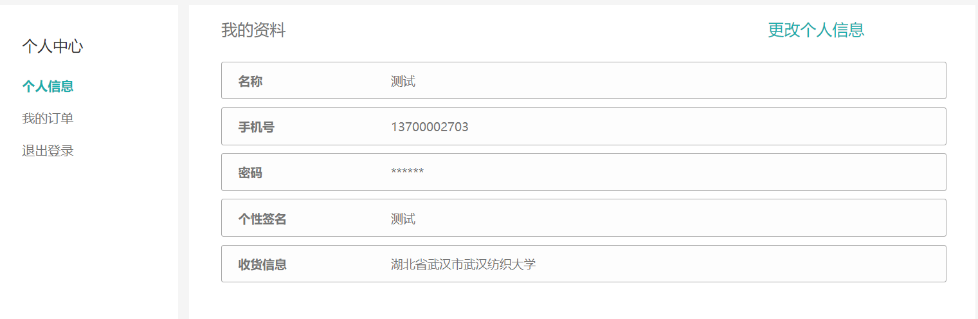 个人中心
个人信息
我的订单
退出登录
我的资料 更改个人信息
名称 测试
手机号 13700002703
密码 ******
个性签名 测试
收货信息 湖北省武汉市武汉纺织大学